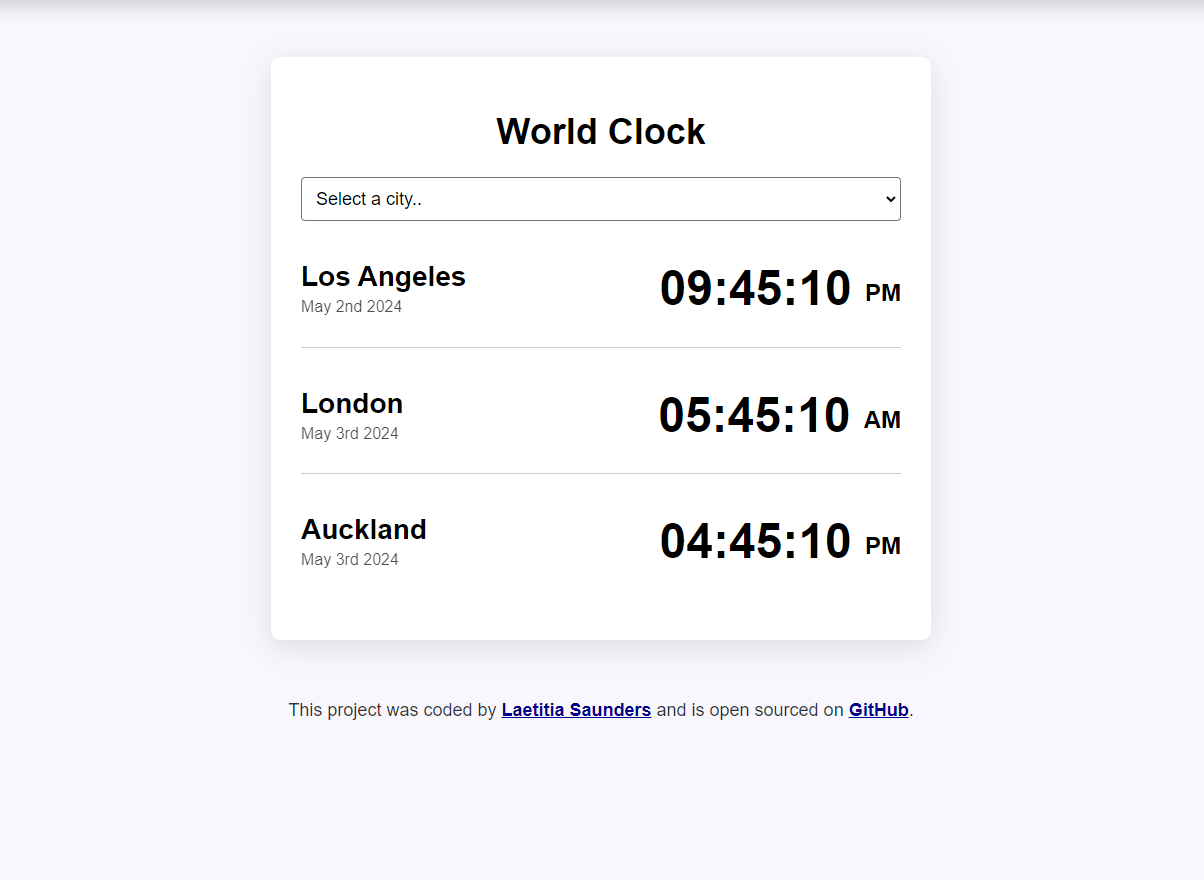 World Clock
Select a city..
Los Angeles
May 2nd 2024
09:45:10 PM
London
May 3rd 2024
05:45:10 AM
Auckland
May 3rd 2024
04:45:10 PM
This project was coded by Laetitia Saunders and is open sourced on GitHub.